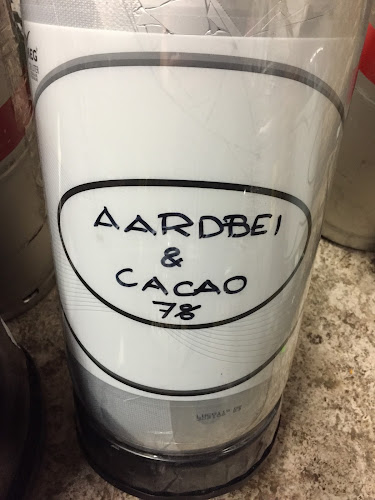 AARDBEI
&
CACAO
78